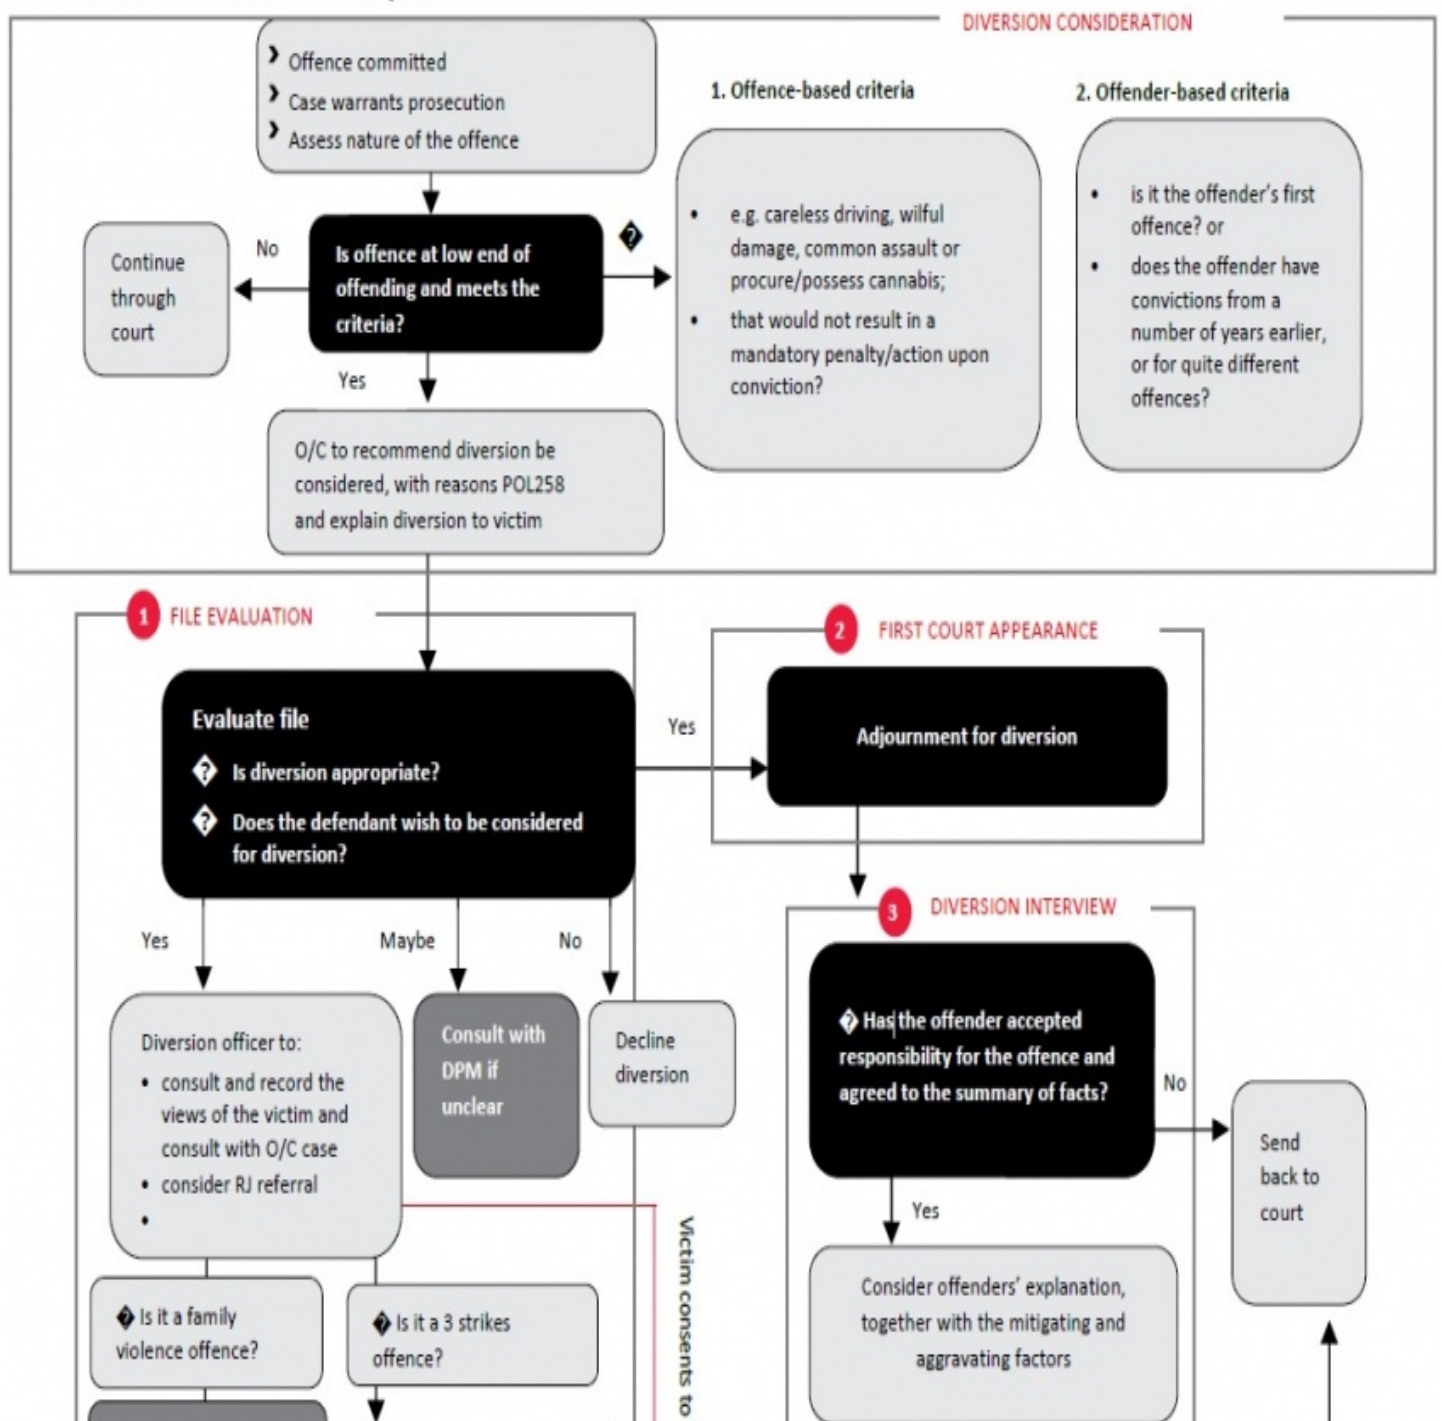 DIVERSION CONSIDERATION
❯ Offence committed
❯ Case warrants prosecution
❯ Assess nature of the offence
1. Offence-based criteria
2. Offender-based criteria
Is offence at low end of
offending and meets the
criteria?
No
Continue
through
court
�
• e.g. careless driving, wilful
damage, common assault or
procure/possess cannabis;
• that would not result in a
mandatory penalty/action upon
conviction?
• is it the offender's first
offence? or
• does the offender have
convictions from a
number of years earlier,
or for quite different
offences?
Yes
O/C to recommend diversion be
considered, with reasons POL258
and explain diversion to victim
1 FILE EVALUATION
Evaluate file
� Is diversion appropriate?
� Does the defendant wish to be considered
for diversion?
Yes
2 FIRST COURT APPEARANCE
Adjournment for diversion
Yes
Maybe
No
Diversion officer to:
• consult and record the
views of the victim and
consult with O/C case
• consider RJ referral
•
Consult with
DPM if
unclear
Decline
diversion
� Is it a family
violence offence?
� Is it a 3 strikes
offence?
Victim consents to
3 DIVERSION INTERVIEW
� Has the offender accepted
responsibility for the offence and
agreed to the summary of facts?
No
Send
back to
court
Yes
Consider offenders' explanation,
together with the mitigating and
aggravating factors